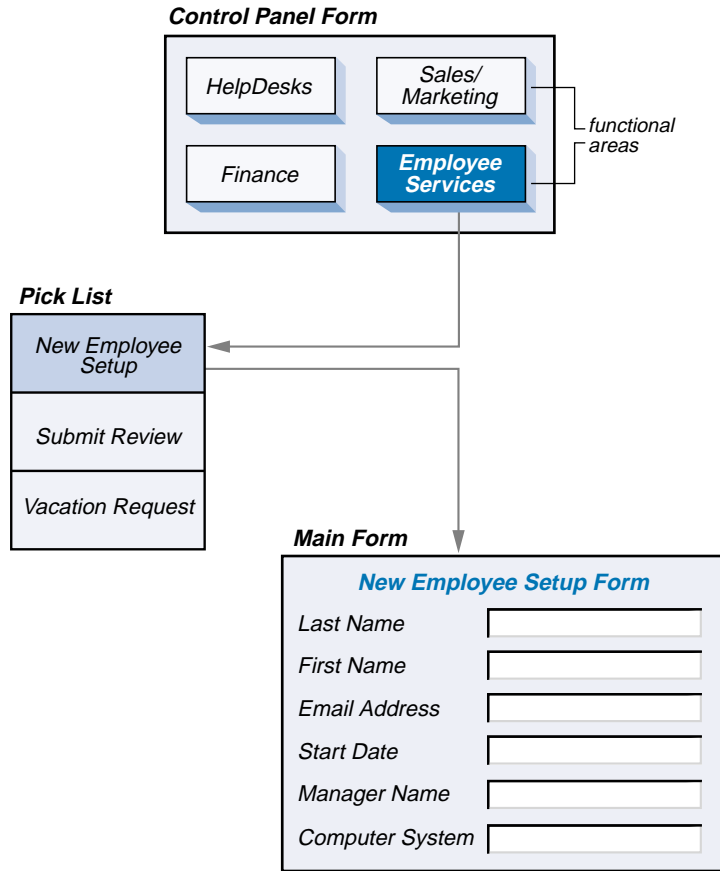 Control Panel Form
HelpDesks
Sales/
Marketing
functional
areas
Finance
Employee
Services
Pick List
New Employee
Setup
Submit Review
Vacation Request
Main Form
New Employee Setup Form
Last Name
First Name
Email Address
Start Date
Manager Name
Computer System